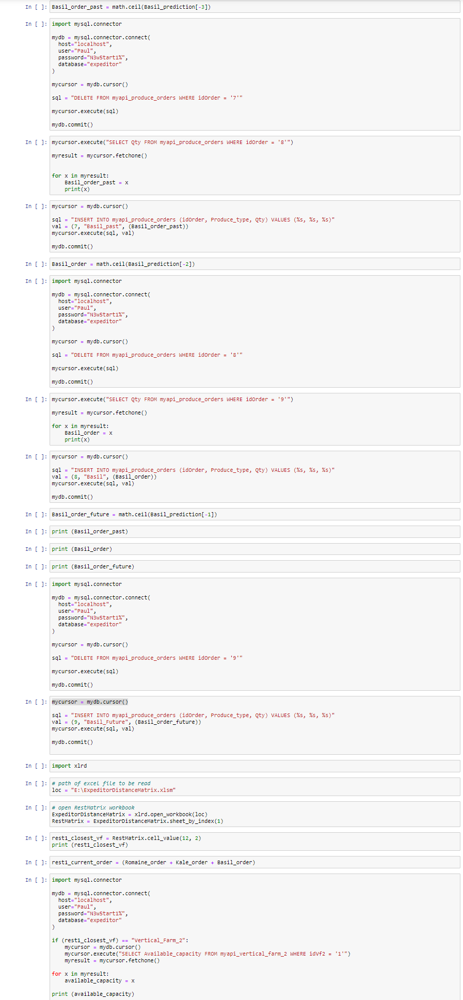 In [ ]: Basil_order_past = math.ceil(Basil_prediction[-3])
In [ ]: import mysql.connector
mydb = mysql.connector.connect(
  host="localhost",
  user="Paul",
  password="N3wStart1%",
  database="expeditor"
)
mycursor = mydb.cursor()
sql = "DELETE FROM myapi_produce_orders WHERE idOrder = '7'"
mycursor.execute(sql)
mydb.commit()
In [ ]: mycursor.execute("SELECT Qty FROM myapi_produce_orders WHERE idOrder = '8'")
myresult = mycursor.fetchone()
for x in myresult:
    Basil_order_past = x
    print(x)
In [ ]: mycursor = mydb.cursor()
sql = "INSERT INTO myapi_produce_orders (idOrder, Produce_type, Qty) VALUES (%s, %s, %s)"
val = (7, "Basil_past", (Basil_order_past))
mycursor.execute(sql, val)
mydb.commit()
In [ ]: Basil_order = math.ceil(Basil_prediction[-2])
In [ ]: import mysql.connector
mydb = mysql.connector.connect(
  host="localhost",
  user="Paul",
  password="N3wStart1%",
  database="expeditor"
)
mycursor = mydb.cursor()
sql = "DELETE FROM myapi_produce_orders WHERE idOrder = '8'"
mycursor.execute(sql)
mydb.commit()
In [ ]: mycursor.execute("SELECT Qty FROM myapi_produce_orders WHERE idOrder = '9'")
myresult = mycursor.fetchone()
for x in myresult:
    Basil_order = x
    print(x)
In [ ]: mycursor = mydb.cursor()
sql = "INSERT INTO myapi_produce_orders (idOrder, Produce_type, Qty) VALUES (%s, %s, %s)"
val = (8, "Basil", (Basil_order))
mycursor.execute(sql, val)
mydb.commit()
In [ ]: Basil_order_future = math.ceil(Basil_prediction[-1])
In [ ]: print (Basil_order_past)
In [ ]: print (Basil_order)
In [ ]: print (Basil_order_future)
In [ ]: import mysql.connector
mydb = mysql.connector.connect(
  host="localhost",
  user="Paul",
  password="N3wStart1%",
  database="expeditor"
)
mycursor = mydb.cursor()
sql = "DELETE FROM myapi_produce_orders WHERE idOrder = '9'"
mycursor.execute(sql)
mydb.commit()
In [ ]: mycursor = mydb.cursor()
sql = "INSERT INTO myapi_produce_orders (idOrder, Produce_type, Qty) VALUES (%s, %s, %s)"
val = (9, "Basil_Future", (Basil_order_future))
mycursor.execute(sql, val)
mydb.commit()
In [ ]: import xlrd
In [ ]: # path of excel file to be read
loc = "E:\ExpeditorDistanceMatrix.xlsm"
In [ ]: # open RestMatrix workbook
ExpeditorDistanceMatrix = xlrd.open_workbook(loc)
RestMatrix = ExpeditorDistanceMatrix.sheet_by_index(1)
In [ ]: rest1_closest_vf = RestMatrix.cell_value(12, 2)
print (rest1_closest_vf)
In [ ]: rest1_current_order = (Romaine_order + Kale_order + Basil_order)
In [ ]: import mysql.connector
mydb = mysql.connector.connect(
  host="localhost",
  user="Paul",
  password="N3wStart1%",
  database="expeditor"
)
if (rest1_closest_vf) == "Vertical_Farm_2":
    mycursor = mydb.cursor()
    mycursor.execute("SELECT Available_capacity FROM myapi_vertical_farm_2 WHERE idVf2 = '1'")
    myresult = mycursor.fetchone()
for x in myresult:
    available_capacity = x
print (available_capacity)